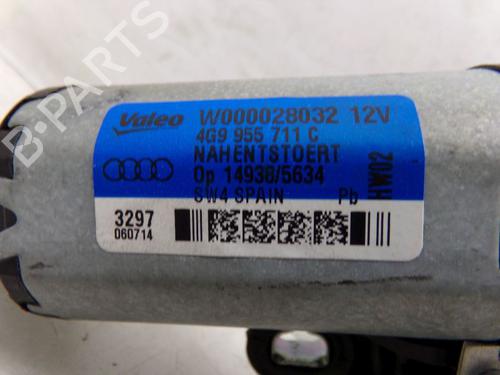 Valeo W000028032 12V
4G9 955 711 C
NAHENTSTOERT
Op 14938/5634
SW4 SPAIN Pb
HW02
3297
060714
B-PARTS